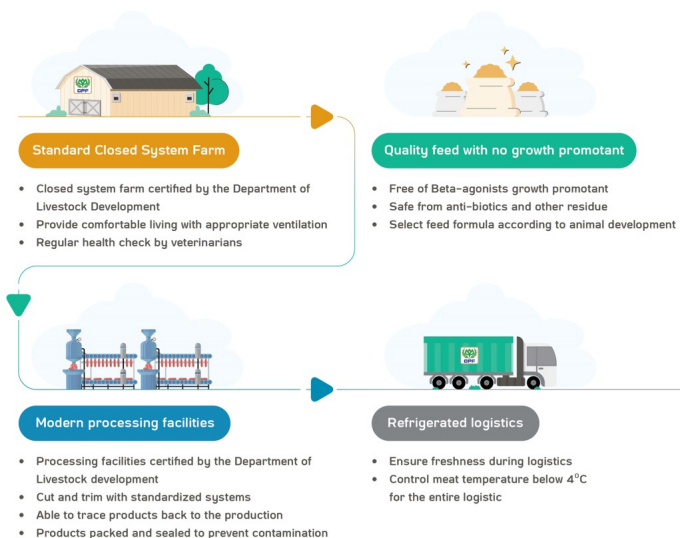 CPF
Standard Closed System Farm
• Closed system farm certified by the Department of
Livestock Development
• Provide comfortable living with appropriate ventilation
• Regular health check by veterinarians
Quality feed with no growth promotant
• Free of Beta-agonists growth promotant
• Safe from anti-biotics and other residue
• Select feed formula according to animal development
Modern processing facilities
• Processing facilities certified by the Department of
Livestock development
• Cut and trim with standardized systems
• Able to trace products back to the production
• Products packed and sealed to prevent contamination
CPF
Refrigerated logistics
• Ensure freshness during logistics
• Control meat temperature below 4°C
for the entire logistic